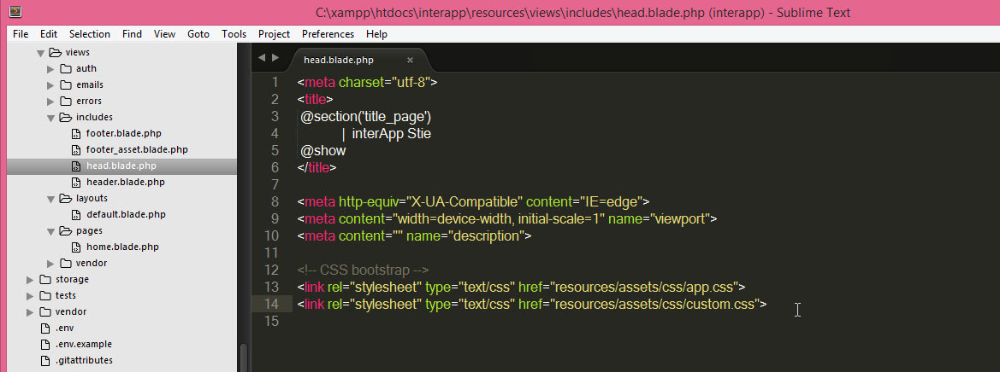 C:\xampp\htdocs\interapp\resources\views\includes\head.blade.php (interapp) - Sublime Text
File Edit Selection Find View Goto Tools Project Preferences Help
views
auth
emails
errors
includes
footer.blade.php
footer_asset.blade.php
head.blade.php
header.blade.php
layouts
default.blade.php
pages
home.blade.php
vendor
storage
tests
vendor
.env
.env.example
.gitattributes
head.blade.php ×
1 <meta charset="utf-8">
2 <title>
3 @section('title_page')
4 | interApp Stie
5 @show
6 </title>
7
8 <meta http-equiv="X-UA-Compatible" content="IE=edge">
9 <meta content="width=device-width, initial-scale=1" name="viewport">
10 <meta content="" name="description">
11
12 <!-- CSS bootstrap -->
13 <link rel="stylesheet" type="text/css" href="resources/assets/css/app.css">
14 <link rel="stylesheet" type="text/css" href="resources/assets/css/custom.css">
15